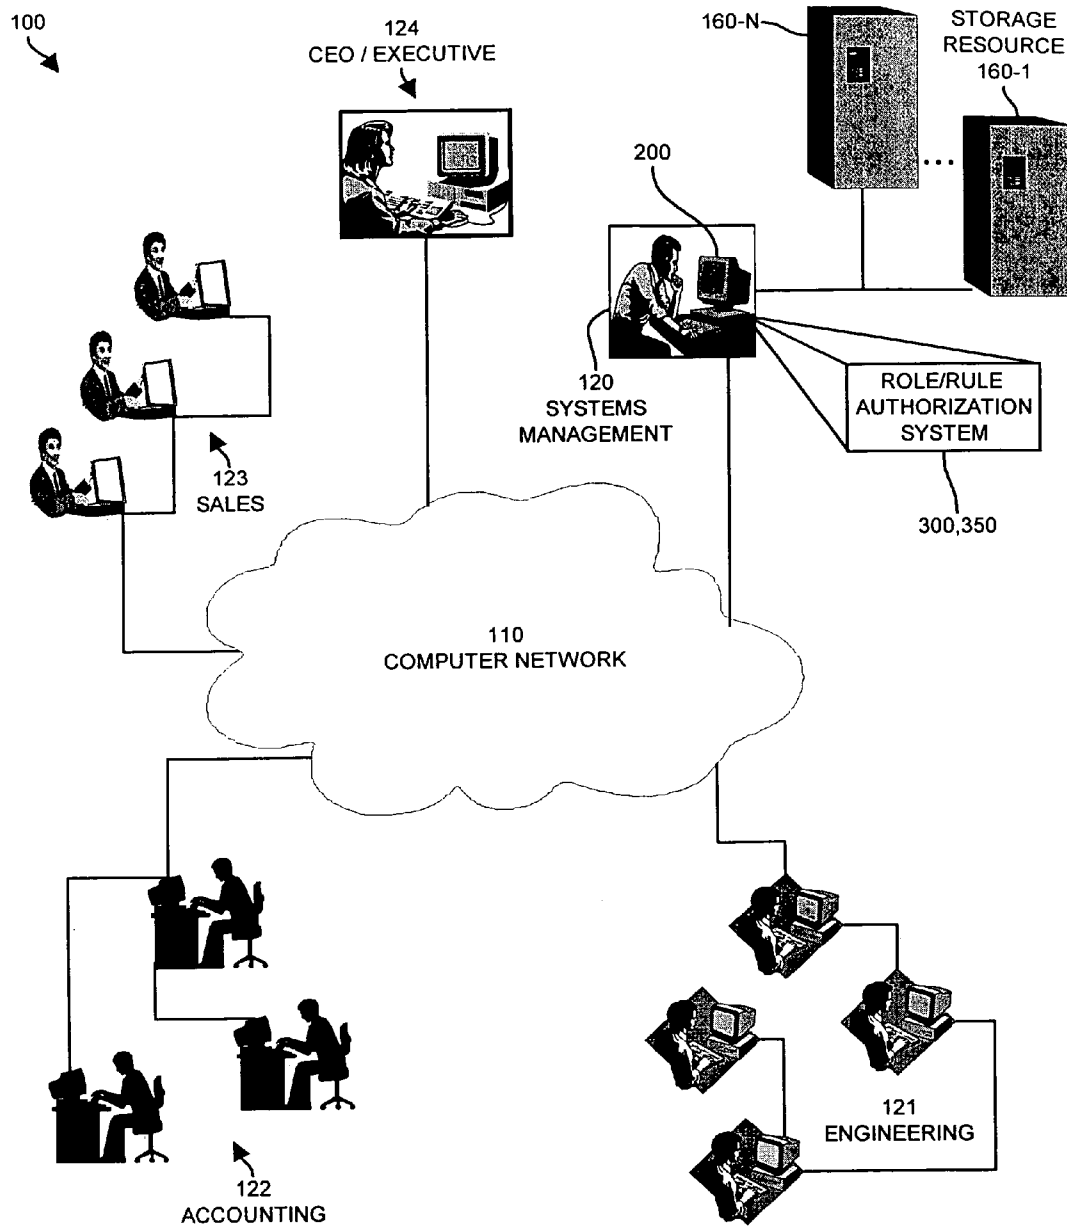 100
124
CEO / EXECUTIVE
160-N
STORAGE
RESOURCE
160-1
200
120
SYSTEMS
MANAGEMENT
ROLE/RULE
AUTHORIZATION
SYSTEM
300,350
123
SALES
110
COMPUTER NETWORK
121
ENGINEERING
122
ACCOUNTING